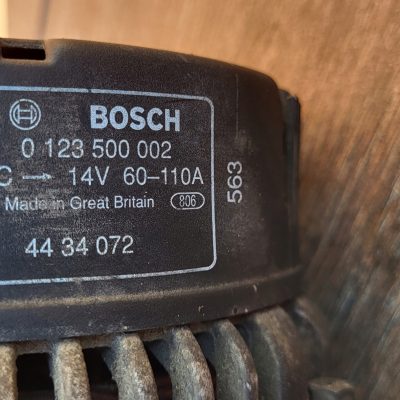 BOSCH
0 123 500 002
C → 14V 60–110A
Made in Great Britain 806
44 34 072
563